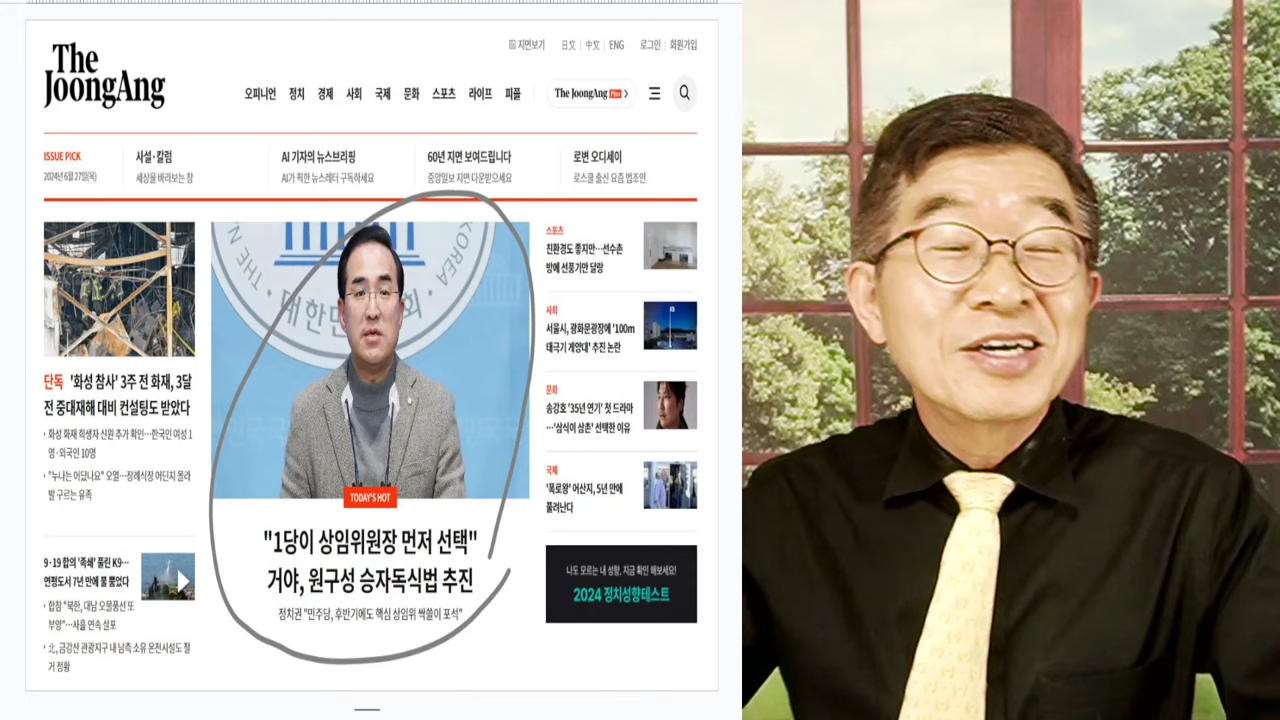 The
JoongAng
지면보기 日文 中文 ENG 로그인 회원가입
오피니언 정치 경제 사회 국제 문화 스포츠 라이프 피플
The JoongAng Plus
ISSUE PICK
2024년 6월 27일(목)
사설·칼럼
세상을 바라보는 창
AI 기자의 뉴스브리핑
AI가 픽한 뉴스레터 구독하세요
60년 지면 보여드립니다
중앙일보 지면 다운받으세요
로변 오디세이
로스쿨 출신 요즘 법조인
단독 '화성 참사' 3주 전 화재, 3달
전 중대재해 대비 컨설팅도 받았다
화성 화재 희생자 신원 추가 확인…한국인 여성 1
명·외국인 10명
"누나는 어딨나요" 오열…장례식장 어딘지 몰라
발 구르는 유족
9·19 합의 '족쇄' 풀린 K9…
연평도서 7년 만에 불 뿜었다
합참 "북한, 대남 오물풍선 또
부양"…사흘 연속 살포
北, 금강산 관광지구 내 남측 소유 온천시설도 철
거 정황
THE
KOREA
대한민
회
TODAY'S HOT
"1당이 상임위원장 먼저 선택"
거야, 원구성 승자독식법 추진
정치권 "민주당, 후반기에도 핵심 상임위 싹쓸이 포석"
스포츠
친환경도 좋지만…선수촌
방에 선풍기만 달랑
사회
서울시, 광화문광장에 '100m
태극기 게양대' 추진 논란
문화
송강호 '35년 연기' 첫 드라마
…'삼식이 삼촌' 선택한 이유
국제
'폭로왕' 어산지, 5년 만에
풀려난다
나도 모르는 내 성향, 지금 확인 해보세요!
2024 정치성향테스트